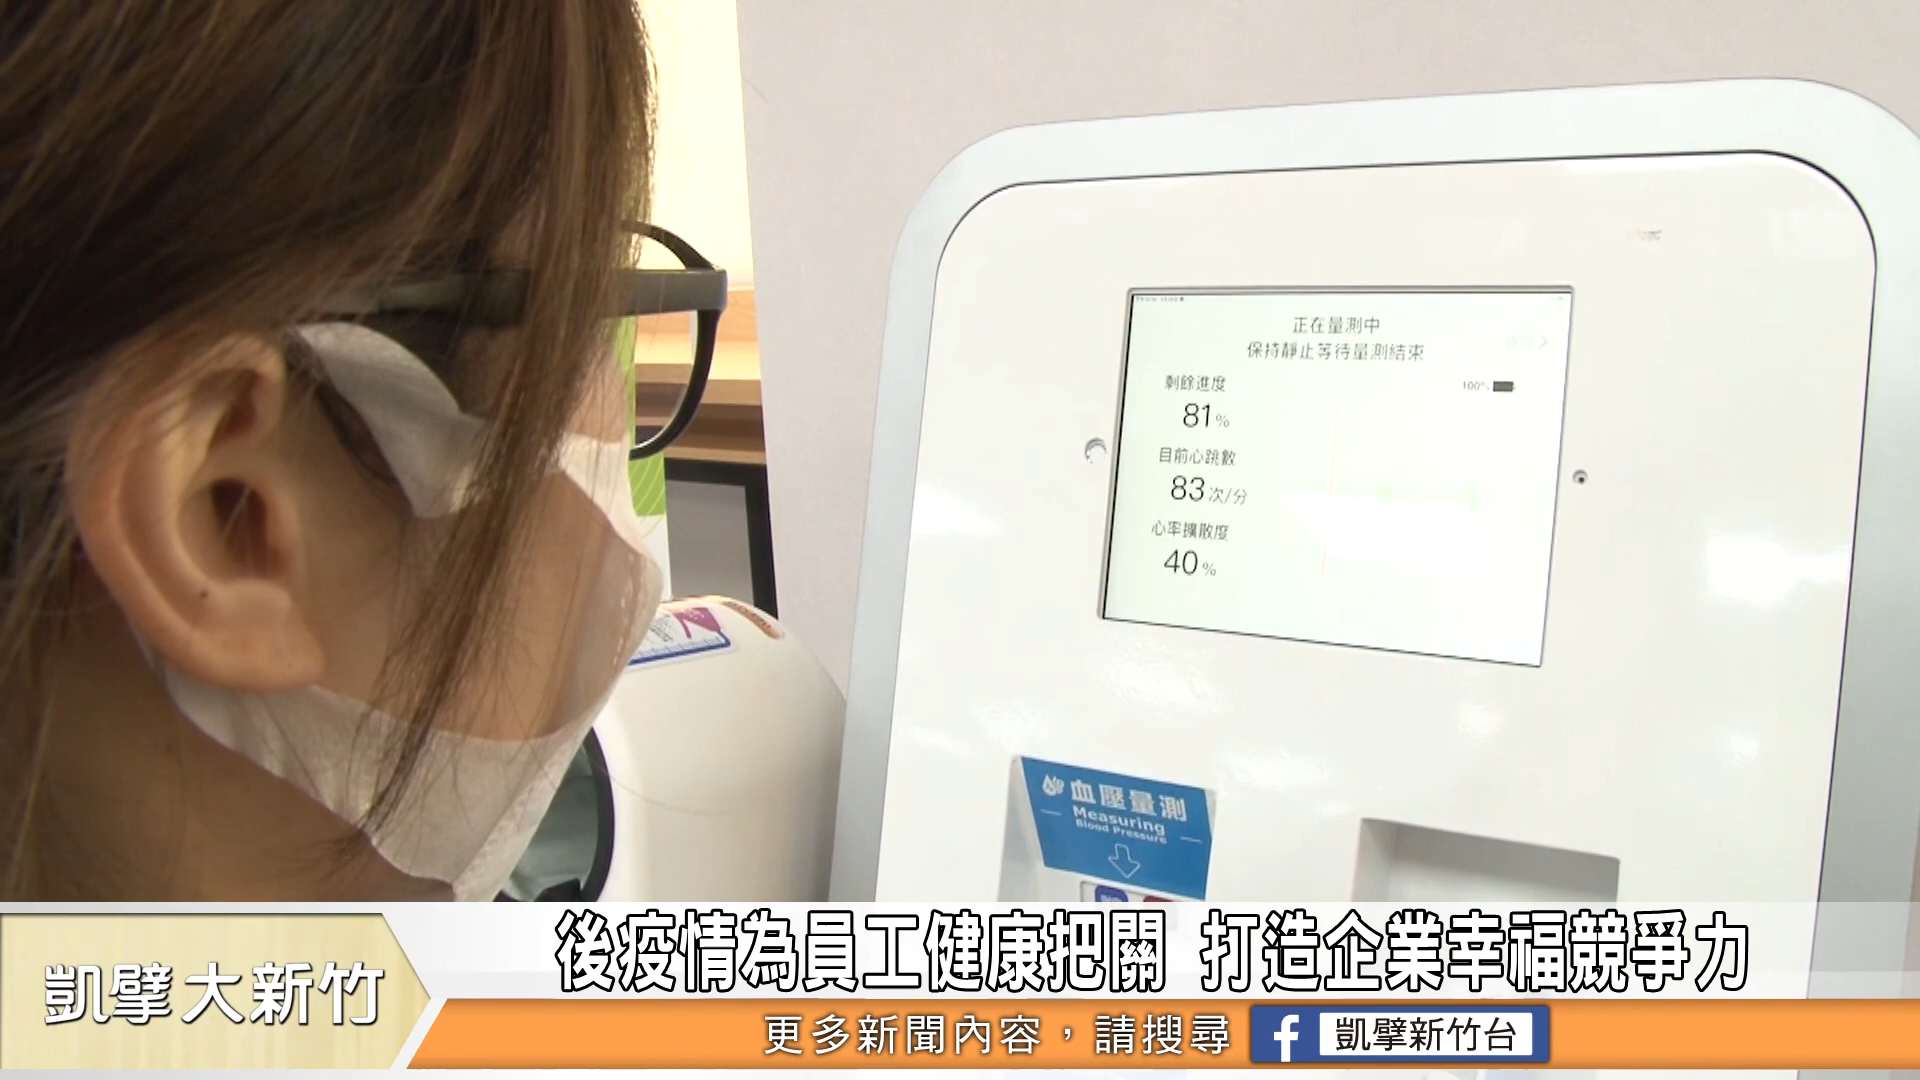 正在量測中
保持靜止等待量測結束
剩餘進度
100%
81%
目前心跳數
83次/分
心率擴散度
40%
血壓量測
Measuring
Blood Pressure
後疫情為員工健康把關 打造企業幸福競爭力
凱擘大新竹
更多新聞內容，請搜尋 f 凱擘新竹台